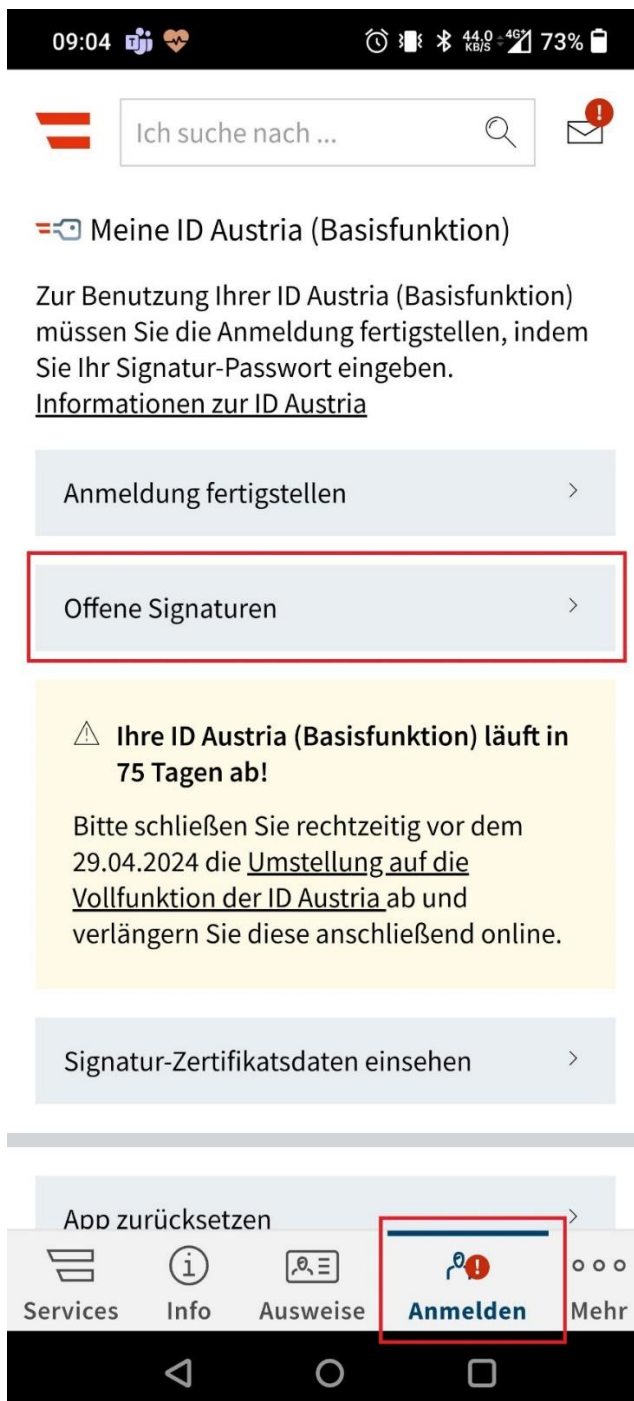 09:04 44.0 KB/S 4G+ 73%
Ich suche nach ...
Meine ID Austria (Basisfunktion)
Zur Benutzung Ihrer ID Austria (Basisfunktion)
müssen Sie die Anmeldung fertigstellen, indem
Sie Ihr Signatur-Passwort eingeben.
Informationen zur ID Austria
Anmeldung fertigstellen
Offene Signaturen
Ihre ID Austria (Basisfunktion) läuft in
75 Tagen ab!
Bitte schließen Sie rechtzeitig vor dem
29.04.2024 die Umstellung auf die
Vollfunktion der ID Austria ab und
verlängern Sie diese anschließend online.
Signatur-Zertifikatsdaten einsehen
App zurücksetzen
Services Info Ausweise Anmelden Mehr